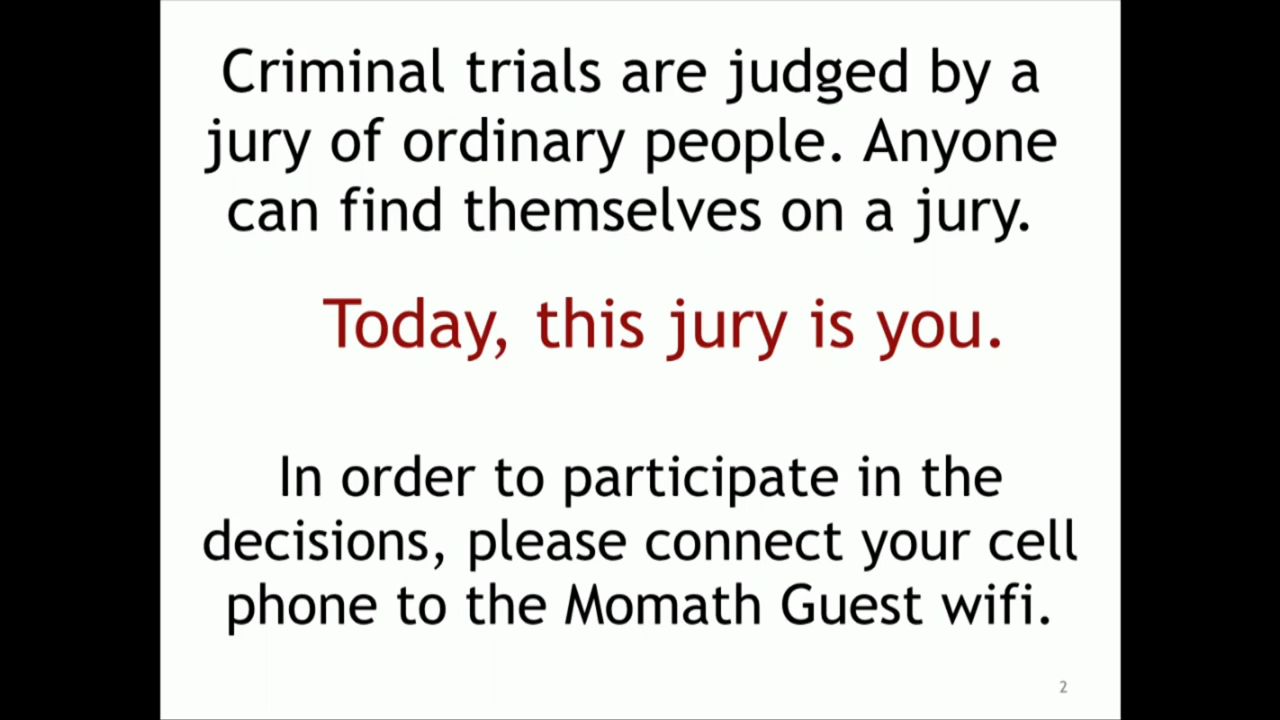 Criminal trials are judged by a
jury of ordinary people. Anyone
can find themselves on a jury.
Today, this jury is you.
In order to participate in the
decisions, please connect your cell
phone to the Momath Guest wifi.
2